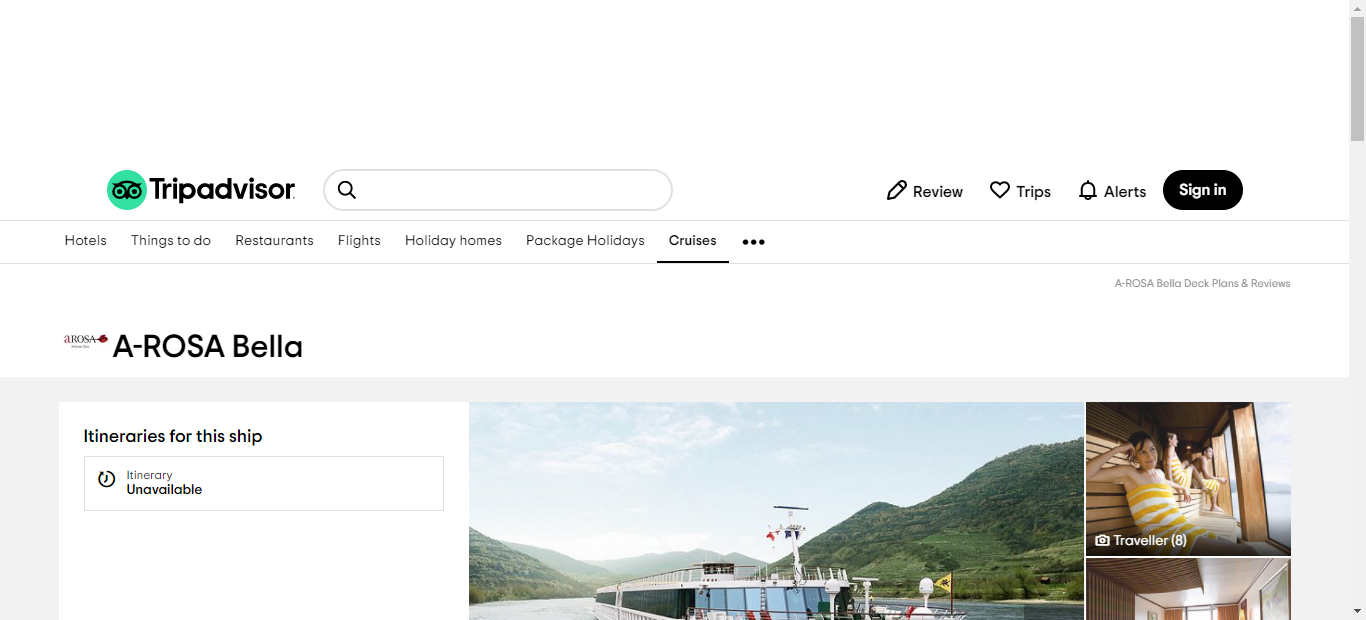 Tripadvisor
Review
Trips
Alerts
Sign in
Hotels
Things to do
Restaurants
Flights
Holiday homes
Package Holidays
Cruises
A-ROSA Bella Deck Plans & Reviews
aROSA
A-ROSA Bella
Itineraries for this ship
Itinerary
Unavailable
Traveller (8)